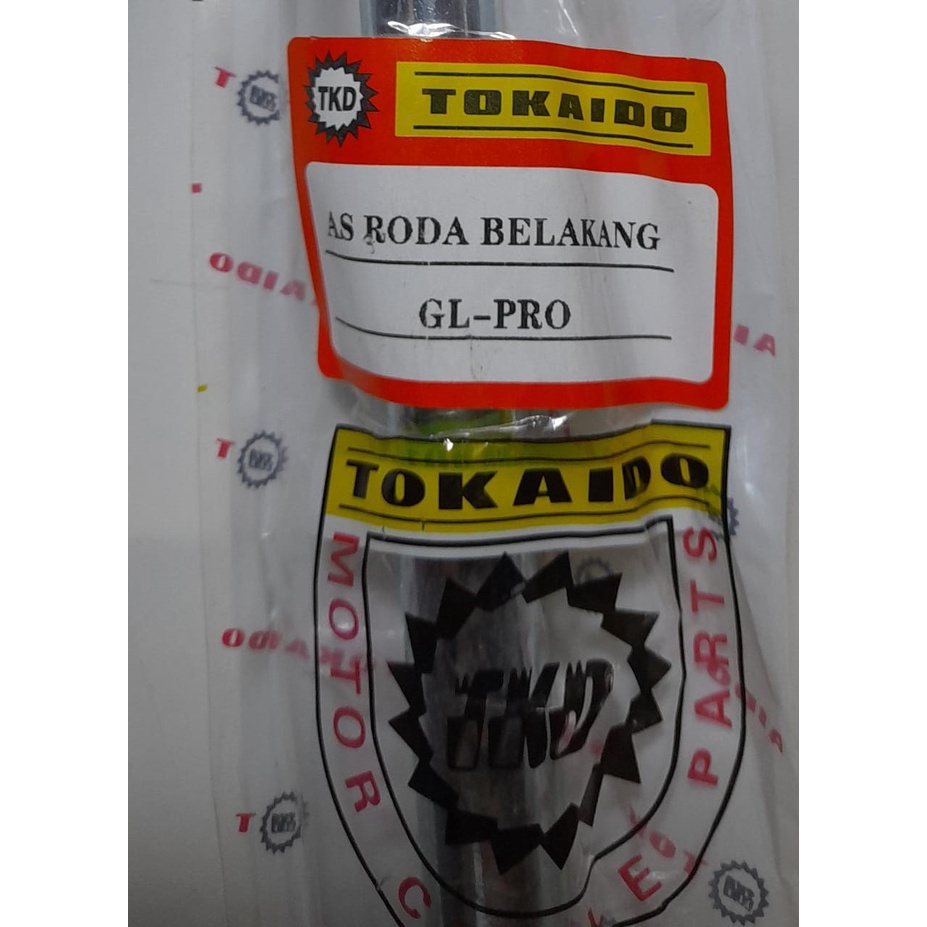 TKD TOKAIDO
AS RODA BELAKANG
GL-PRO
TOKAIDO
MOTOR C
PARTS
TKD